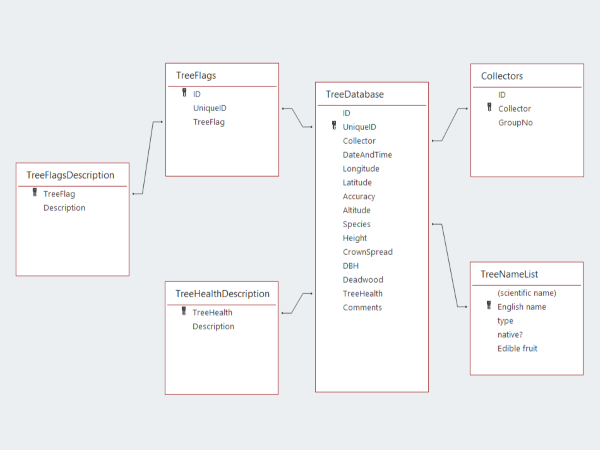 TreeFlags
ID
UniqueID
TreeFlag
TreeFlagsDescription
TreeFlag
Description
TreeHealthDescription
TreeHealth
Description
TreeDatabase
ID
UniqueID
Collector
DateAndTime
Longitude
Latitude
Accuracy
Altitude
Species
Height
CrownSpread
DBH
Deadwood
TreeHealth
Comments
Collectors
ID
Collector
GroupNo
TreeNameList
(scientific name)
English name
type
native?
Edible fruit